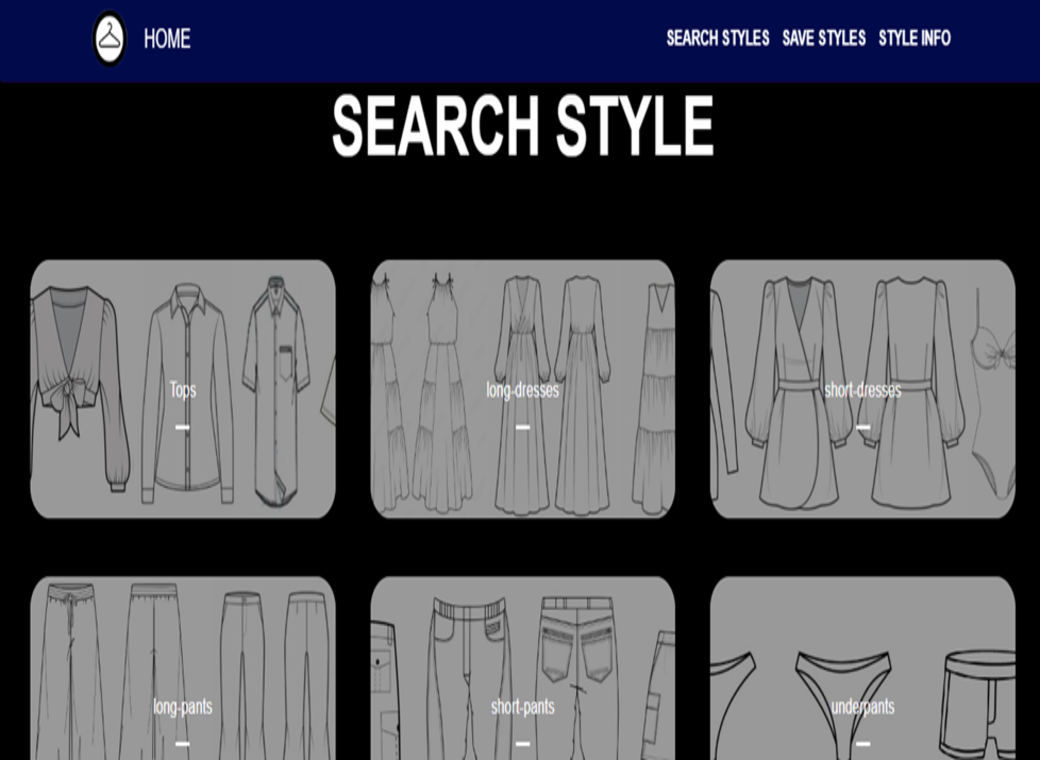 HOME
SEARCH STYLES SAVE STYLES STYLE INFO
SEARCH STYLE
Tops
long-dresses
short-dresses
long-pants
short-pants
underpants